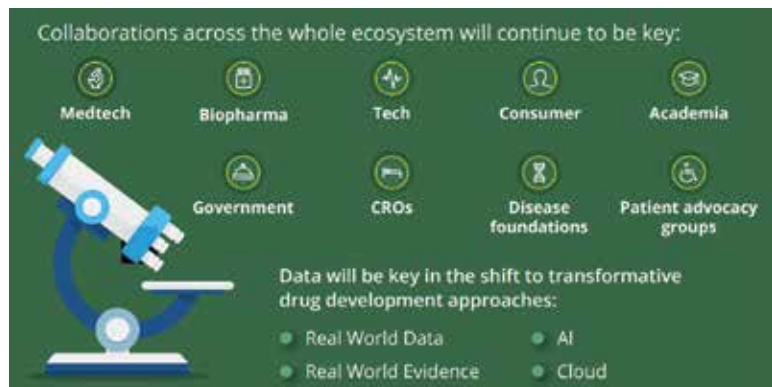 Collaborations across the whole ecosystem will continue to be key:
Medtech
Biopharma
Tech
Consumer
Academia
Government
CROs
Disease
foundations
Patient advocacy
groups
Data will be key in the shift to transformative
drug development approaches:
Real World Data
AI
Real World Evidence
Cloud